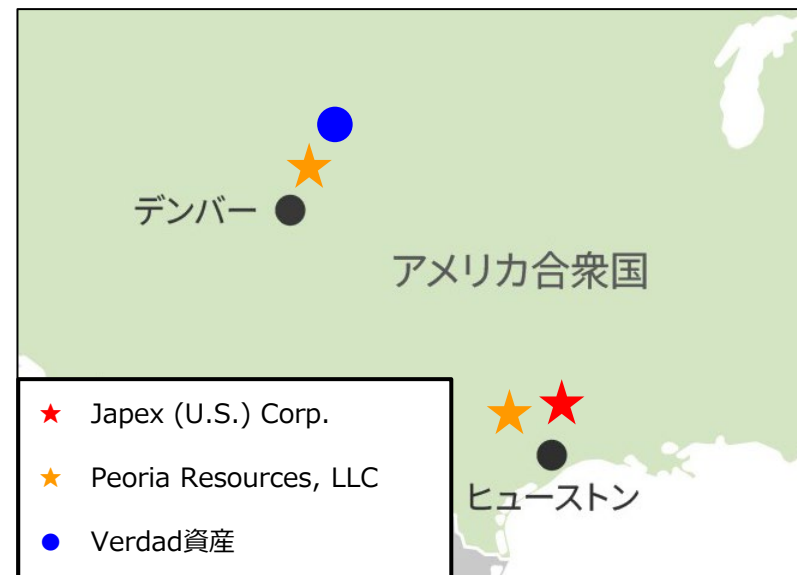 デンバー
アメリカ合衆国
Japex (U.S.) Corp.
Peoria Resources, LLC
Verdad資産
ヒューストン